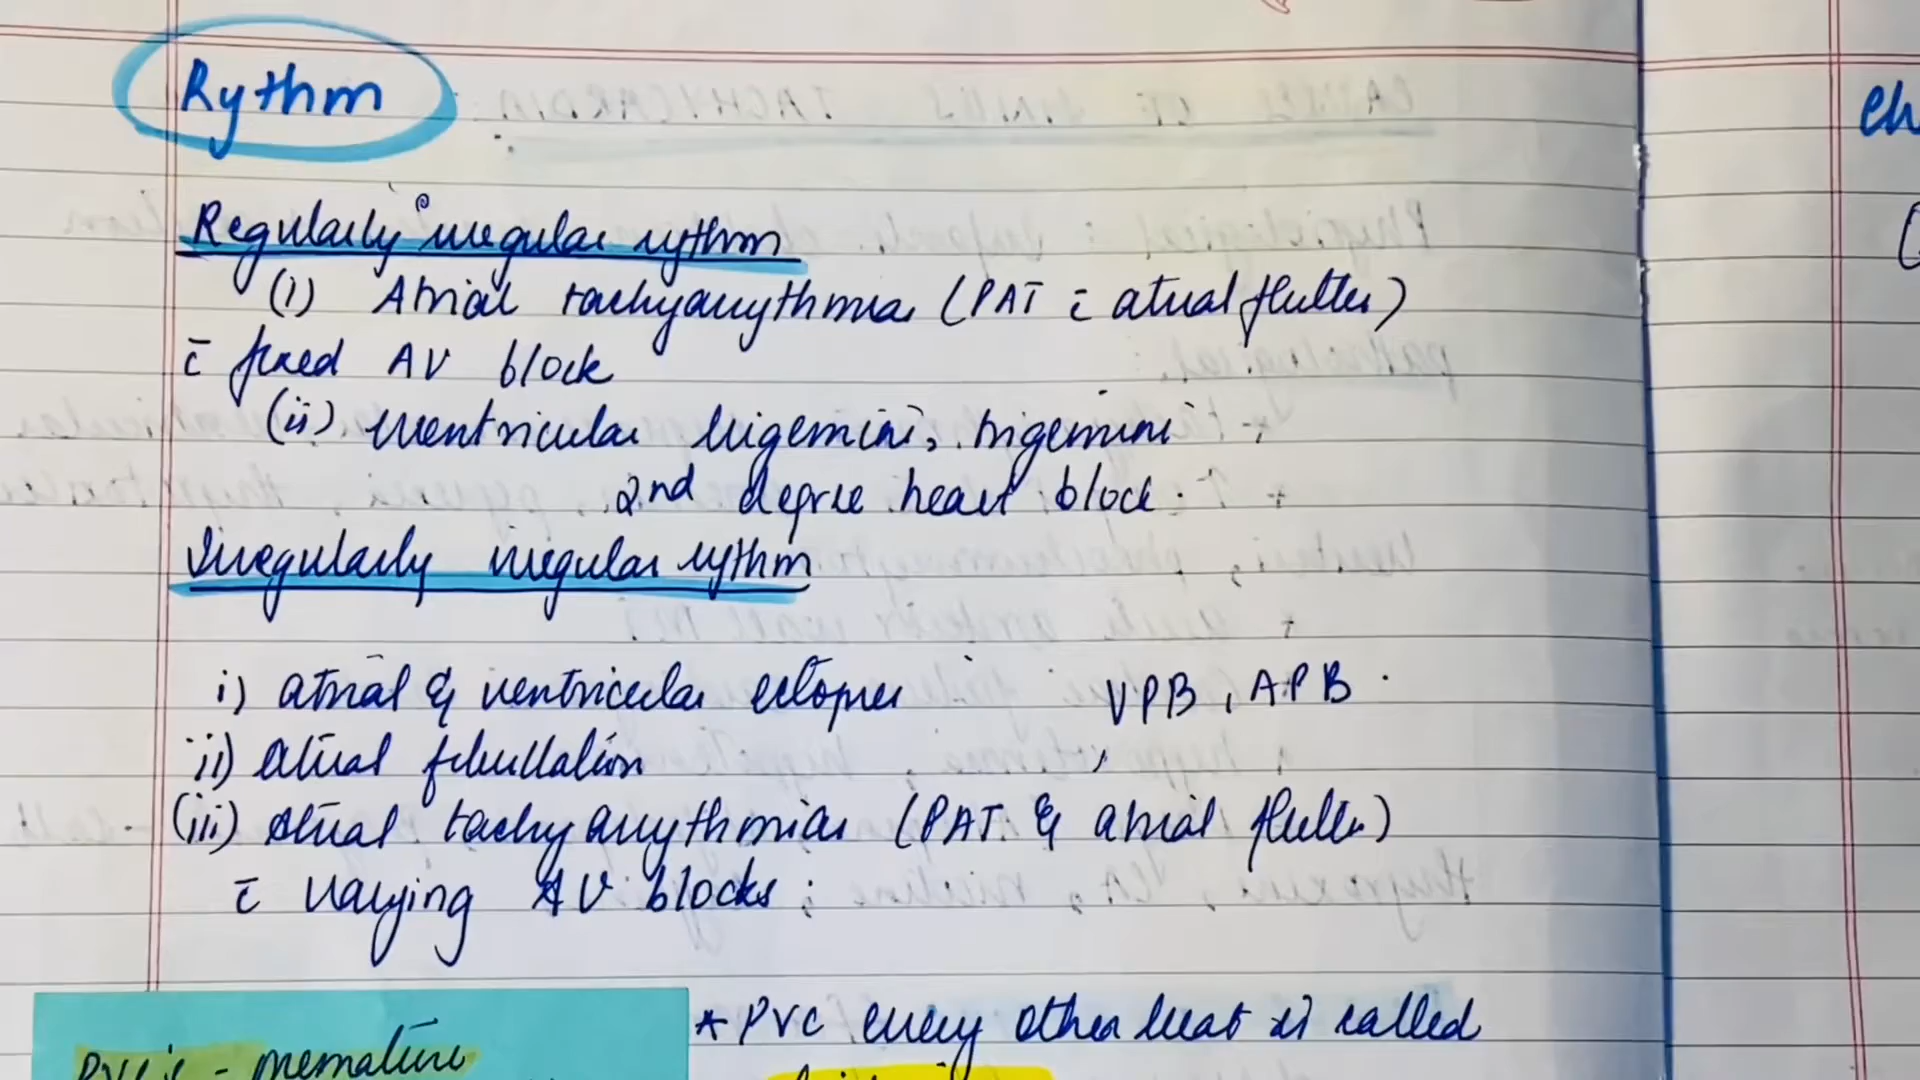 Rythm
Regularly irregular rythm
(i) Atrial tachyarrythmia (PAT c̄ atrial flutter)
c̄ fixed AV block
(ii) ventricular bigemini, trigemini
2nd degree heart block.
Irregularly irregular rythm
i) atrial & ventricular ectopics VPB, APB.
ii) atrial fibrillation
(iii) Atrial tachyarrythmias (PAT & atrial flutter)
c̄ varying AV blocks;
* PVC every other beat is called
PVC's - premature